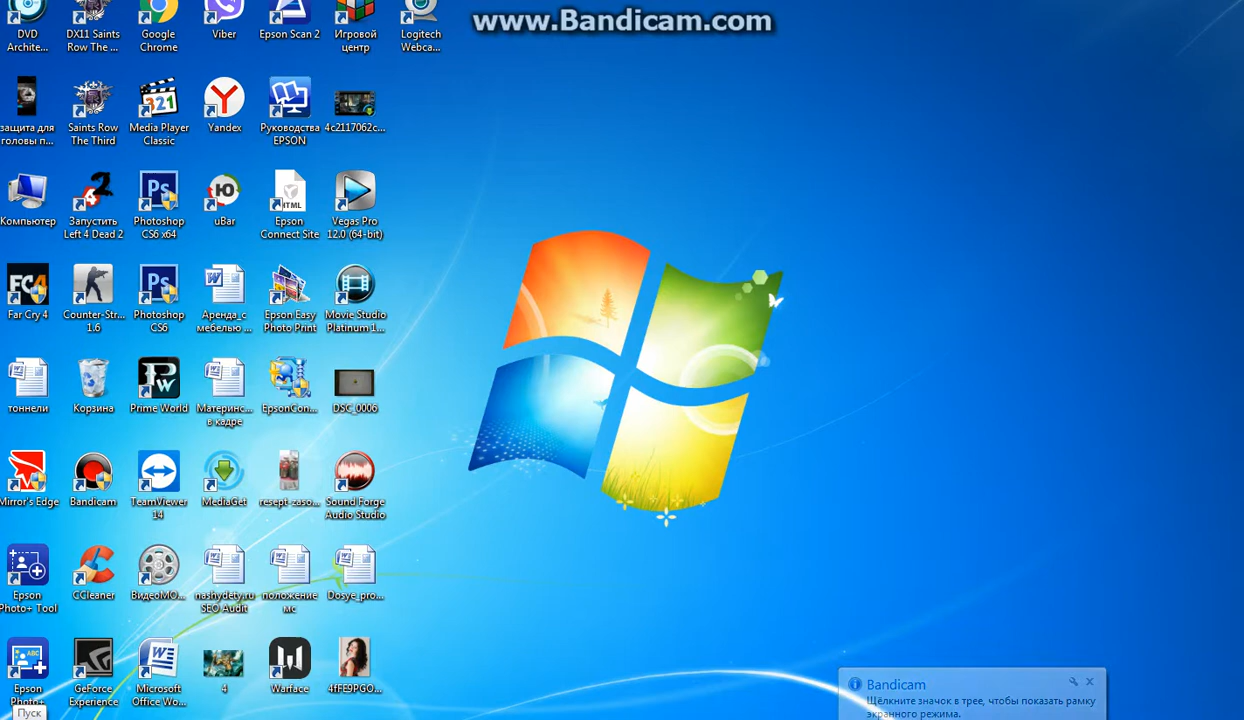 www.Bandicam.com
DVD
Archite...
DX11 Saints
Row The ...
Google
Chrome
Viber
Epson Scan 2
Игровой
центр
Logitech
Webca...
защита для
головы п...
Saints Row
The Third
Media Player
Classic
Yandex
Руководства
EPSON
4c2117062c...
Компьютер
Запустить
Left 4 Dead 2
Photoshop
CS6 x64
uBar
Epson
Connect Site
Vegas Pro
12.0 (64-bit)
Far Cry 4
Counter-Str...
1.6
Photoshop
CS6
Аренда_с
мебелью ...
Epson Easy
Photo Print
Movie Studio
Platinum 1...
тоннели
Корзина
Prime World
Материнс...
в кадре
EpsonCon...
DSC_0006
Mirror's Edge
Bandicam
TeamViewer
14
MediaGet
resept-zaso...
Sound Forge
Audio Studio
Epson
Photo+ Tool
CCleaner
ВидеоМО...
nashydety.ru
SEO Audit
положение
мс
Dosye_pro...
Epson
Photo+
GeForce
Experience
Microsoft
Office Wo...
4
Warface
4fFE9PGO...
Пуск
Bandicam
Щёлкните значок в трее, чтобы показать рамку
экранного режима.